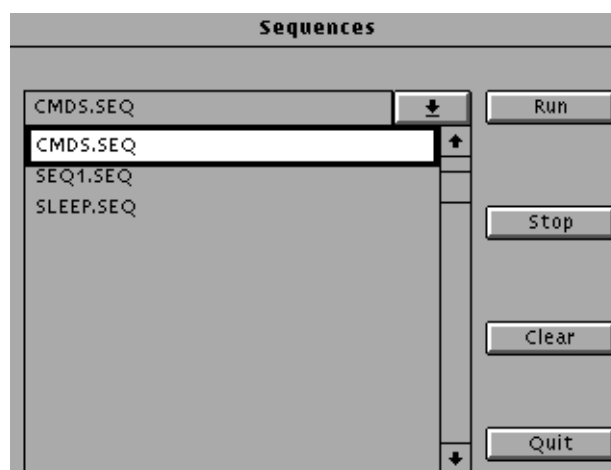 Sequences
CMDS.SEQ
Run
CMDS.SEQ
SEQ1.SEQ
SLEEP.SEQ
Stop
Clear
Quit